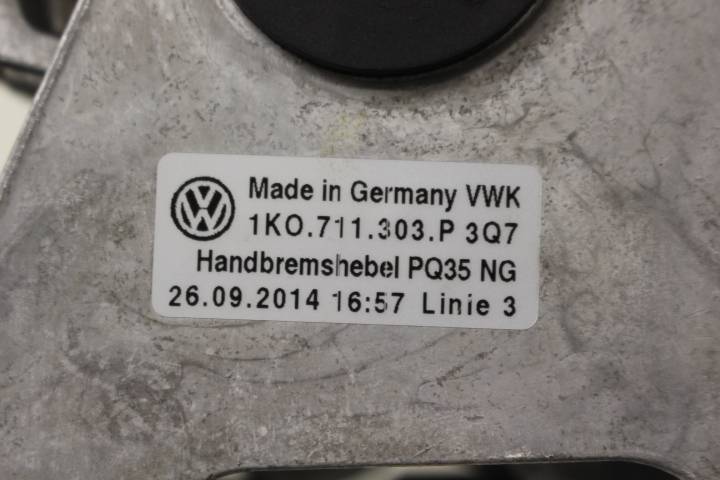 Made in Germany VWK
1KO.711.303.P 3Q7
Handbremshebel PQ35 NG
26.09.2014 16:57 Linie 3